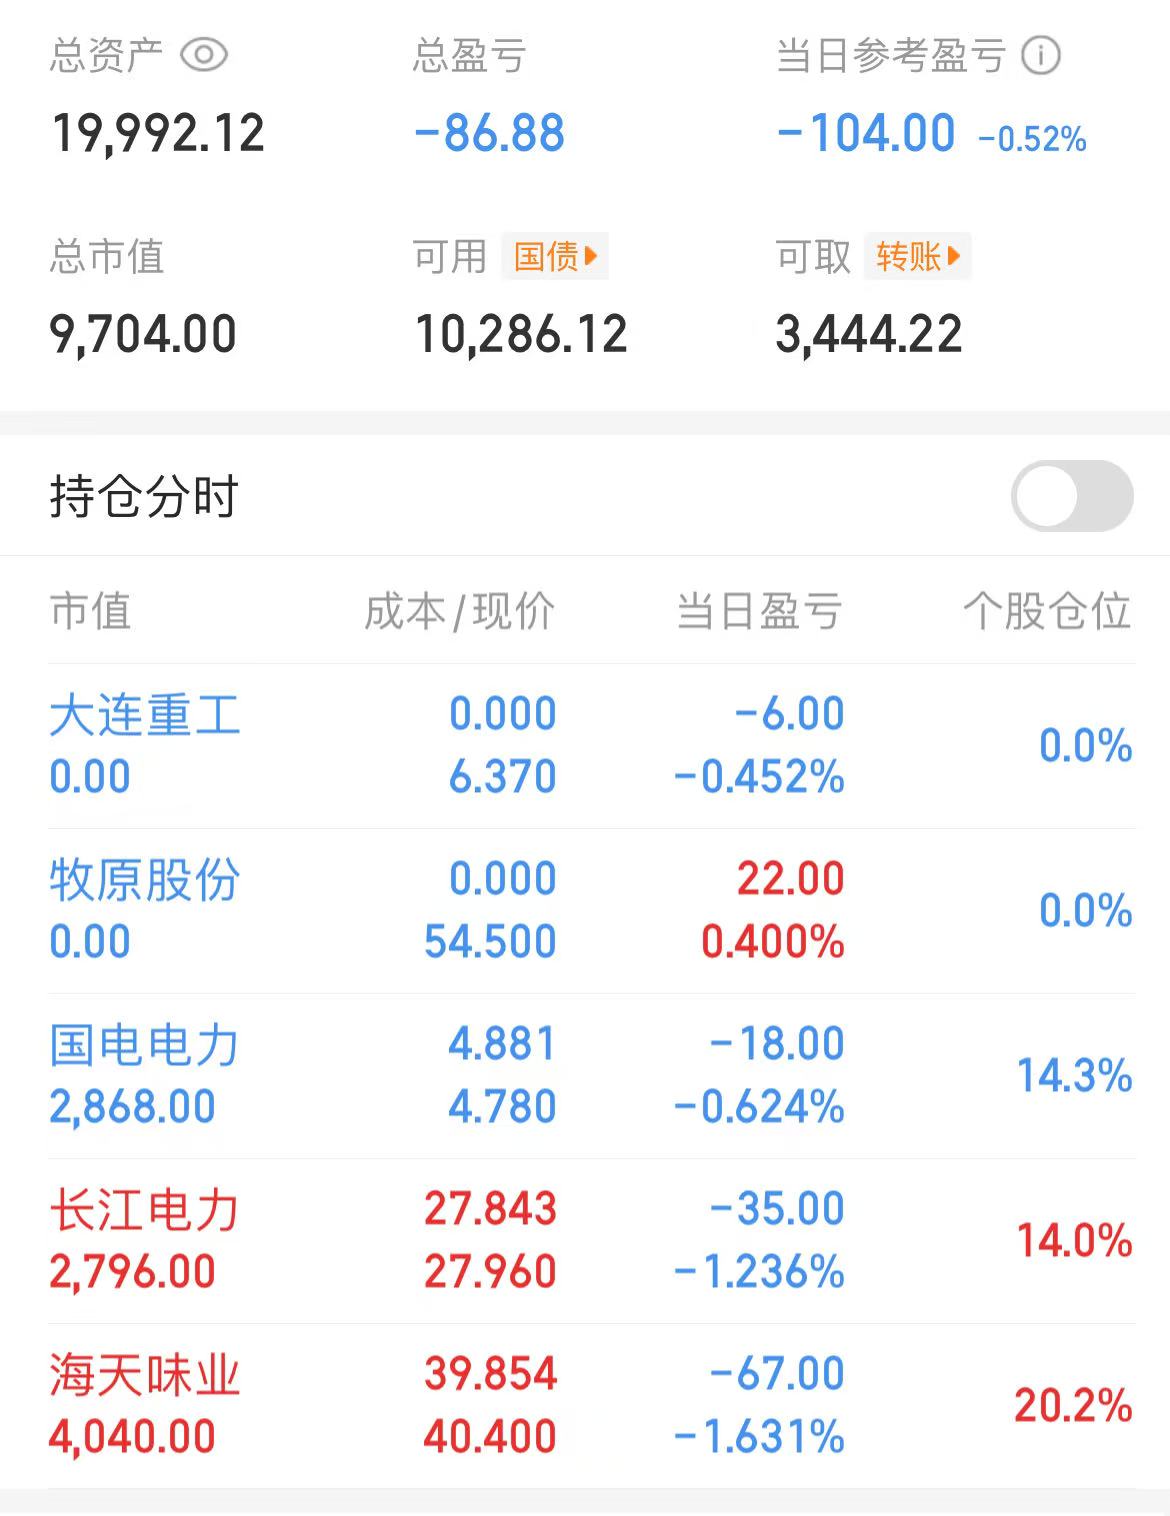 总资产 总盈亏 当日参考盈亏
19,992.12 -86.88 -104.00 -0.52%
总市值 可用 国债 可取 转账
9,704.00 10,286.12 3,444.22
持仓分时
市值 成本/现价 当日盈亏 个股仓位
大连重工 0.000 -6.00 0.0%
0.00 6.370 -0.452%
牧原股份 0.000 22.00 0.0%
0.00 54.500 0.400%
国电电力 4.881 -18.00 14.3%
2,868.00 4.780 -0.624%
长江电力 27.843 -35.00 14.0%
2,796.00 27.960 -1.236%
海天味业 39.854 -67.00 20.2%
4,040.00 40.400 -1.631%